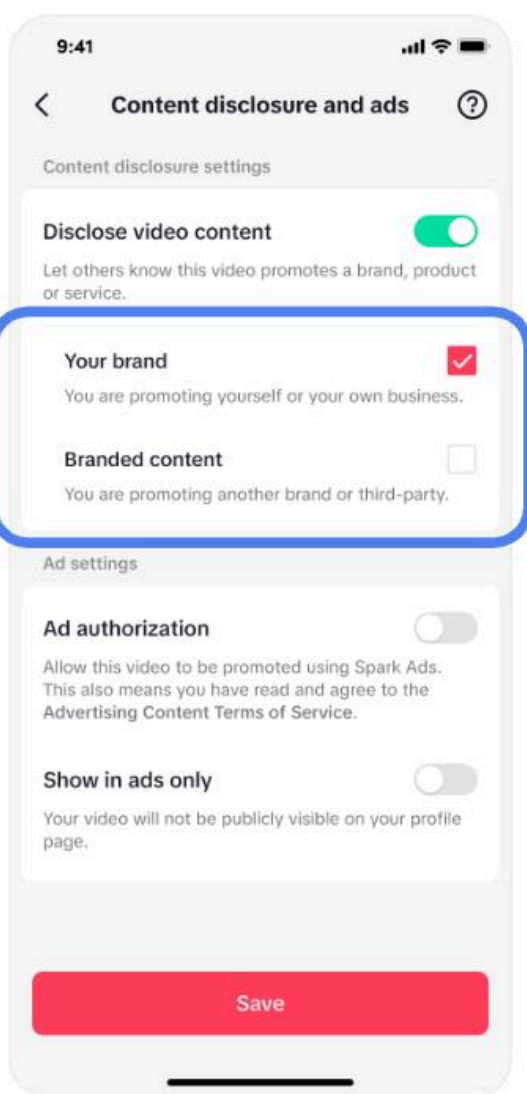 9:41
Content disclosure and ads
Content disclosure settings
Disclose video content
Let others know this video promotes a brand, product
or service.
Your brand
You are promoting yourself or your own business.
Branded content
You are promoting another brand or third-party.
Ad settings
Ad authorization
Allow this video to be promoted using Spark Ads.
This also means you have read and agree to the
Advertising Content Terms of Service.
Show in ads only
Your video will not be publicly visible on your profile
page.
Save